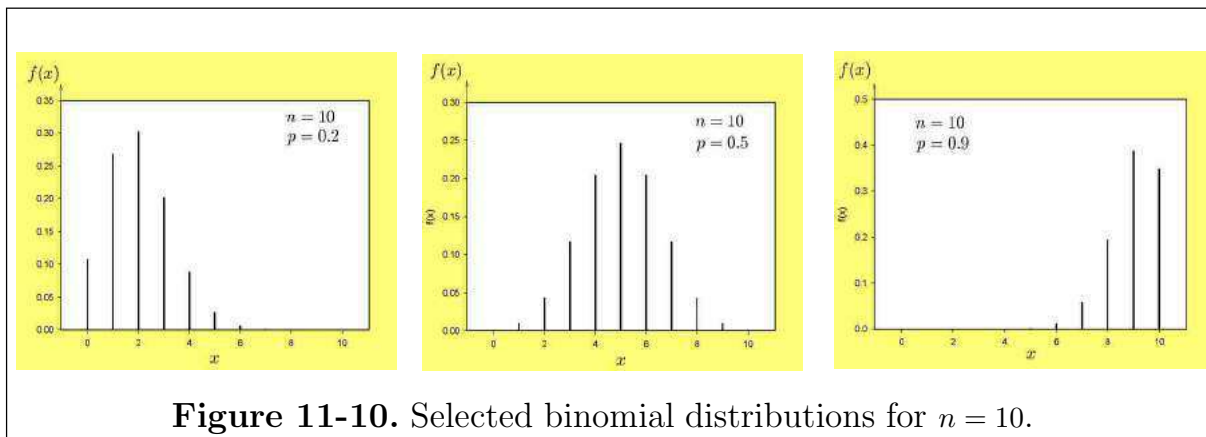 f(x)
0.35
0.30
0.25
0.20
0.15
0.10
0.05
0.00
n = 10
p = 0.2
0 2 4 6 8 10
x
f(x)
0.30
0.25
0.20
0.15
0.10
0.05
0.00
f(x)
n = 10
p = 0.5
0 2 4 6 8 10
x
f(x)
0.5
0.4
0.3
0.2
0.1
0.0
f(x)
n = 10
p = 0.9
0 2 4 6 8 10
x
Figure 11-10. Selected binomial distributions for n = 10.